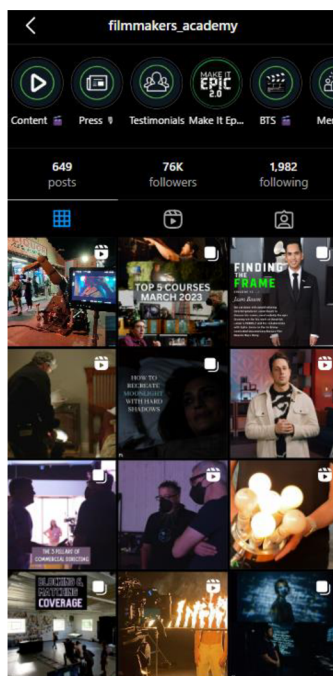 filmmakers_academy
MAKE IT
EPIC
2.0
Content 🎬
Press 🎙
Testimonials
Make It Ep...
BTS 🎬
Mer
649
posts
76K
followers
1,982
following
TOP 5 COURSES
MARCH 2023
FINDING
THE
FRAME
HOW TO
RECREATE
MOONLIGHT
WITH HARD
SHADOWS
THE 3 PILLARS OF
COMMERCIAL DIRECTING
BLOCKING &
MATCHING
COVERAGE